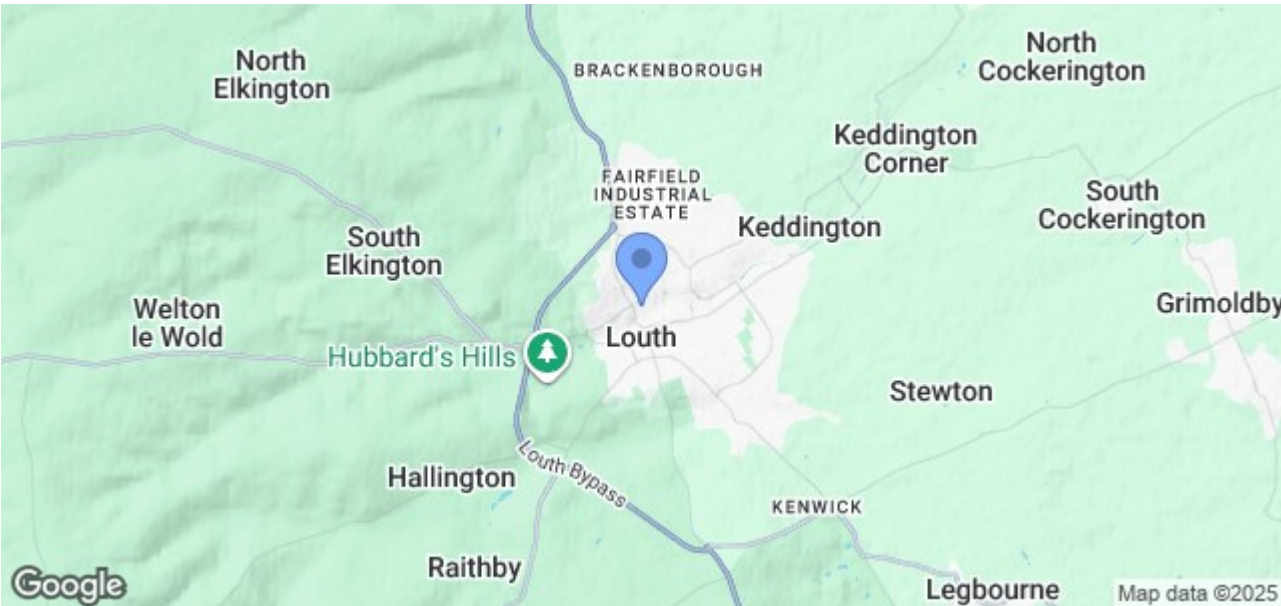 North
Elkington
BRACKENBOROUGH
North
Cockerington
Keddington
Corner
FAIRFIELD
INDUSTRIAL
ESTATE
South
Cockerington
Keddington
South
Elkington
Welton
le Wold
Grimoldby
Louth
Hubbard's Hills
Stewton
Hallington
Louth Bypass
KENWICK
Raithby
Legbourne
Google
Map data ©2025